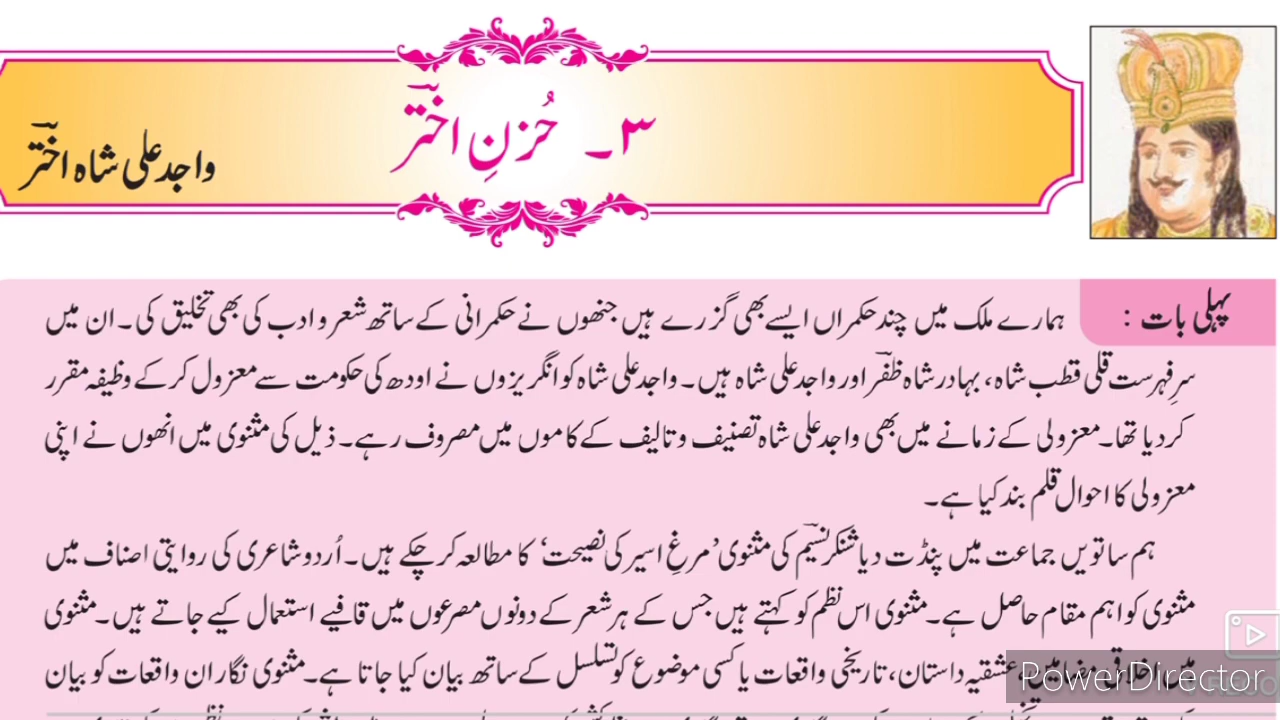 ۳۔ حُزنِ اختؔر
واجد علی شاہ اختؔر
پہلی بات : ہمارے ملک میں چند حکمراں ایسے بھی گزرے ہیں جنھوں نے حکمرانی کے ساتھ شعر و ادب کی بھی تخلیق کی۔ ان میں
سرِ فہرست قلی قطب شاہ، بہادر شاہ ظفؔر اور واجد علی شاہ ہیں۔ واجد علی شاہ کو انگریزوں نے اودھ کی حکومت سے معزول کرکے وظیفہ مقرر
کردیا تھا۔ معزولی کے زمانے میں بھی واجد علی شاہ تصنیف و تالیف کے کاموں میں مصروف رہے۔ ذیل کی مثنوی میں انھوں نے اپنی
معزولی کا احوال قلم بند کیا ہے۔
ہم ساتویں جماعت میں پنڈت دیا شنکر نسیؔم کی مثنوی ’مرغِ اسیر کی نصیحت‘ کا مطالعہ کر چکے ہیں۔ اُردو شاعری کی روایتی اصناف میں
مثنوی کو اہم مقام حاصل ہے۔ مثنوی اس نظم کو کہتے ہیں جس کے ہر شعر کے دونوں مصرعوں میں قافیے استعمال کیے جاتے ہیں۔ مثنوی
میں اخلاقی مضامین، عشقیہ داستان، تاریخی واقعات یا کسی موضوع کو تسلسل کے ساتھ بیان کیا جاتا ہے۔ مثنوی نگار ان واقعات کو بیان
PowerDirector